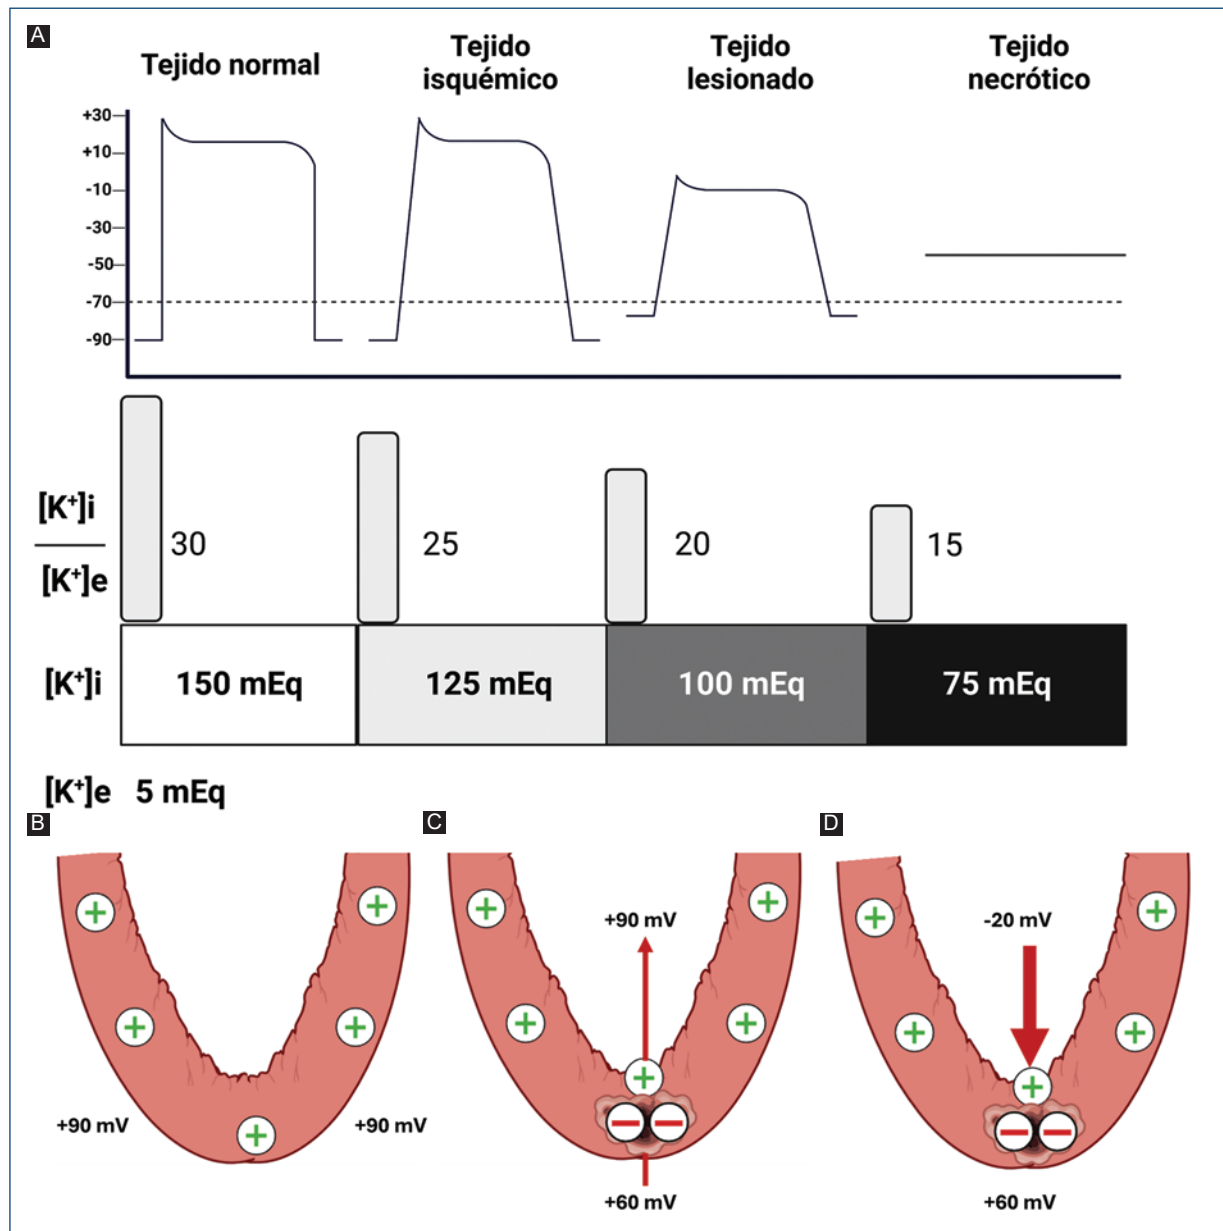 A
Tejido normal
Tejido
isquémico
Tejido
lesionado
Tejido
necrótico
+30
+10
-10
-30
-50
-70
-90
[K+]i
[K+]e
30
25
20
15
[K+]i
150 mEq
125 mEq
100 mEq
75 mEq
[K+]e 5 mEq
B
+90 mV
+90 mV
C
+90 mV
+60 mV
D
-20 mV
+60 mV